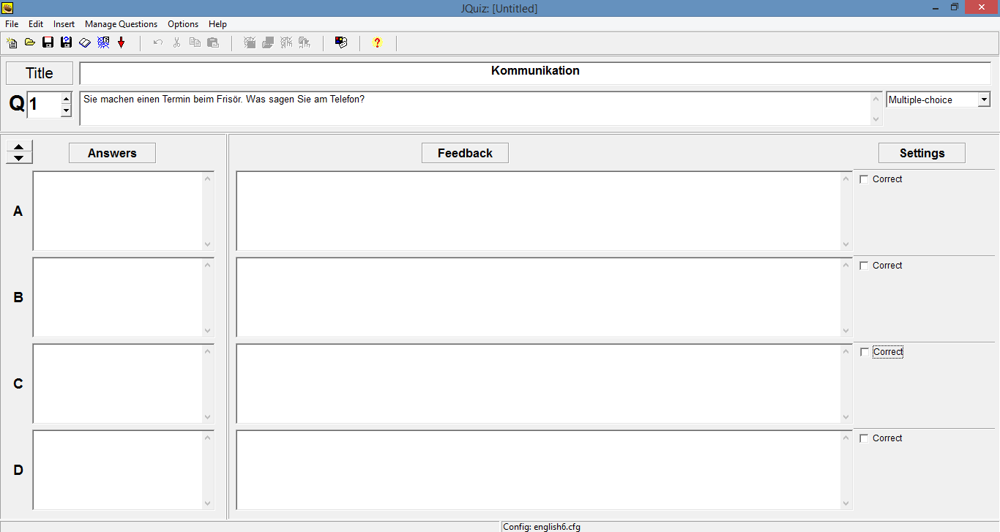 JQuiz: [Untitled]
File Edit Insert Manage Questions Options Help
Title
Kommunikation
Q 1
Sie machen einen Termin beim Frisör. Was sagen Sie am Telefon?
Multiple-choice
Answers
Feedback
Settings
A
Correct
B
Correct
C
Correct
D
Correct
Config: english6.cfg